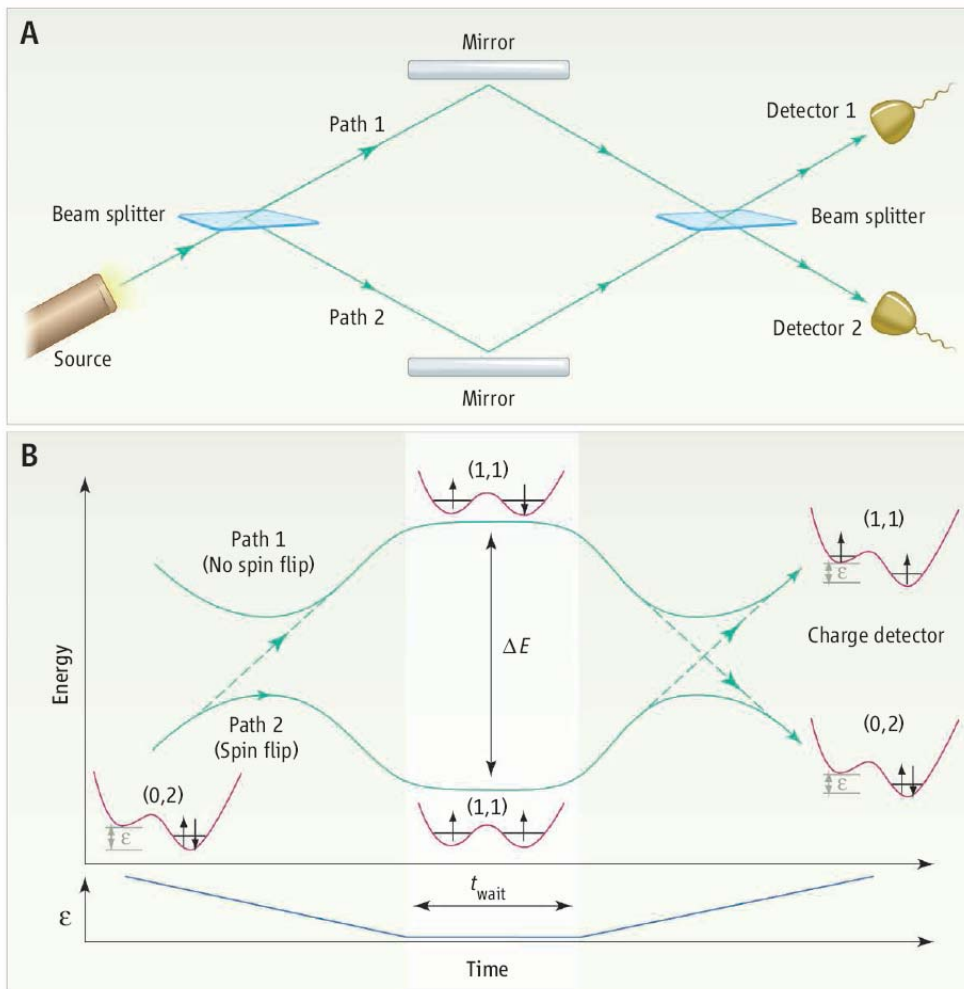 A
Mirror
Path 1
Detector 1
Beam splitter
Beam splitter
Path 2
Detector 2
Source
Mirror
B
(1,1)
Path 1
(No spin flip)
(1,1)
ε
ΔE
Charge detector
Energy
Path 2
(Spin flip)
(0,2)
(0,2)
ε
(1,1)
ε
t wait
ε
Time